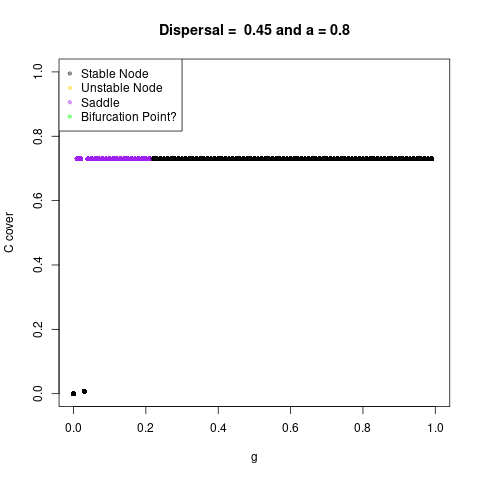 Dispersal =  0.45 and a = 0.8
Stable Node
Unstable Node
Saddle
Bifurcation Point?
1.0
0.8
0.6
0.4
0.2
0.0
C cover
0.0 0.2 0.4 0.6 0.8 1.0
g